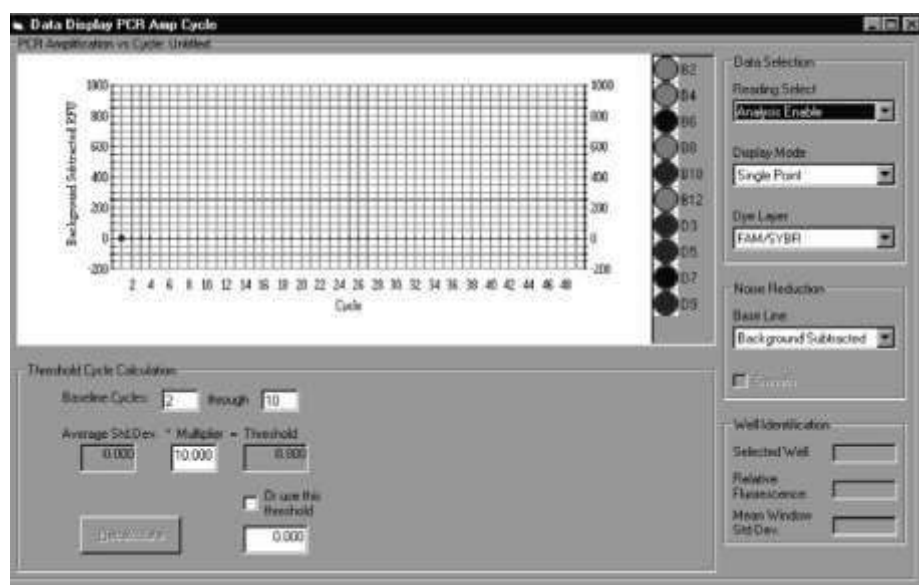 Data Display PCR Amp Cycle
PCR Amplification vs Cycle: Untitled
Background Subtracted RFU
1000
800
600
400
200
0
-200
1000
800
600
400
200
0
-200
2 4 6 8 10 12 14 16 18 20 22 24 26 28 30 32 34 36 38 40 42 44 46 48
Cycle
B2
B4
B6
B8
B10
B12
D3
D5
D7
D9
Data Selection
Reading Select
Analysis Enable
Display Mode
Single Point
Dye Layer
FAM/SYBR
Noise Reduction
Base Line
Background Subtracted
Well Identification
Selected Well
Relative
Fluorescence
Mean Window
Std Dev.
Threshold Cycle Calculation
Baseline Cycles: 2 through 10
Average Std.Dev. * Multiplier = Threshold
0.000 10.000 0.000
Or use this
threshold
0.000
Recalculate